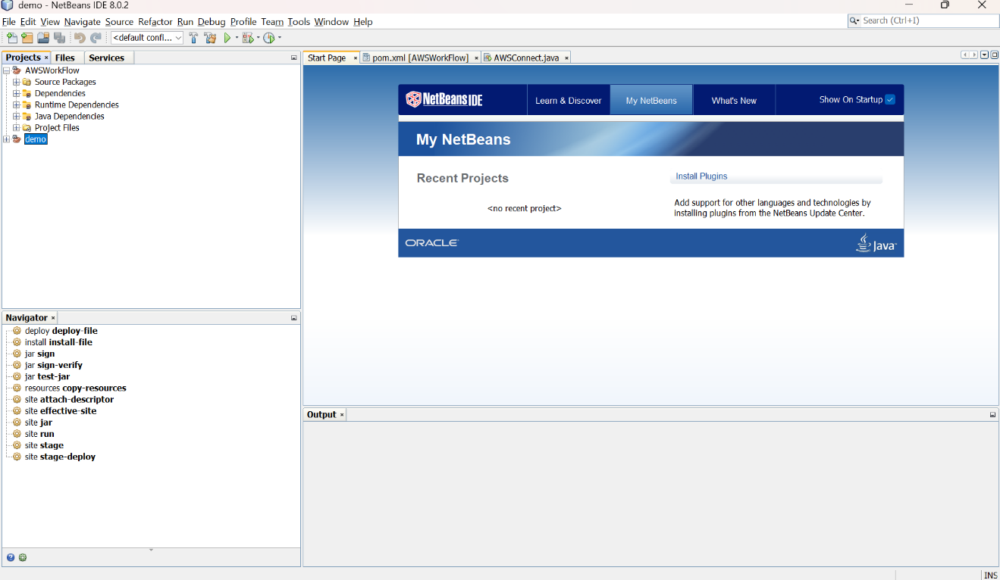 demo - NetBeans IDE 8.0.2
File Edit View Navigate Source Refactor Run Debug Profile Team Tools Window Help
Search (Ctrl+I)
<default confi...
Projects Files Services
AWSWorkFlow
Source Packages
Dependencies
Runtime Dependencies
Java Dependencies
Project Files
demo
Navigator
deploy deploy-file
install install-file
jar sign
jar sign-verify
jar test-jar
resources copy-resources
site attach-descriptor
site effective-site
site jar
site run
site stage
site stage-deploy
Start Page pom.xml [AWSWorkFlow] AWSConnect.java
NetBeans IDE Learn & Discover My NetBeans What's New Show On Startup
My NetBeans
Recent Projects
<no recent project>
Install Plugins
Add support for other languages and technologies by
installing plugins from the NetBeans Update Center.
ORACLE Java
Output
INS